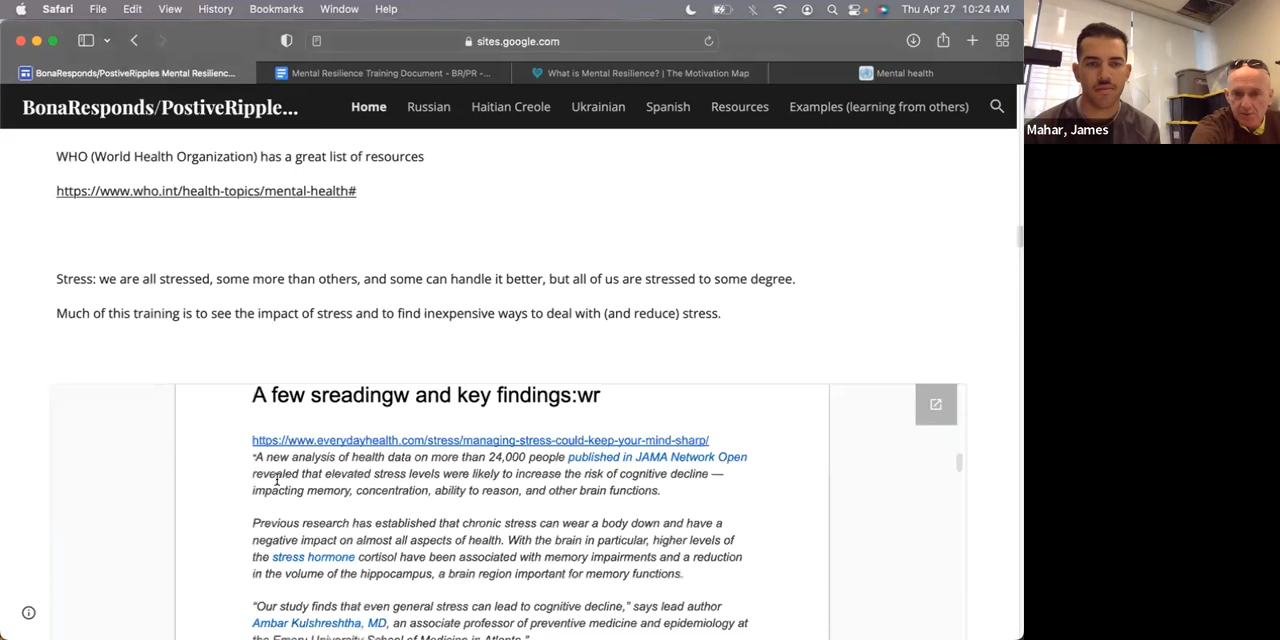 Safari File Edit View History Bookmarks Window Help Thu Apr 27 10:24 AM
sites.google.com
BonaResponds/PostiveRipples Mental Resilienc... Mental Resilience Training Document - BR/PR -... What is Mental Resilience? | The Motivation Map Mental health
BonaResponds/PostiveRipple... Home Russian Haitian Creole Ukrainian Spanish Resources Examples (learning from others)
Mahar, James
WHO (World Health Organization) has a great list of resources
https://www.who.int/health-topics/mental-health#
Stress: we are all stressed, some more than others, and some can handle it better, but all of us are stressed to some degree.
Much of this training is to see the impact of stress and to find inexpensive ways to deal with (and reduce) stress.
A few sreadingw and key findings:wr
https://www.everydayhealth.com/stress/managing-stress-could-keep-your-mind-sharp/
"A new analysis of health data on more than 24,000 people published in JAMA Network Open
revealed that elevated stress levels were likely to increase the risk of cognitive decline —
impacting memory, concentration, ability to reason, and other brain functions.
Previous research has established that chronic stress can wear a body down and have a
negative impact on almost all aspects of health. With the brain in particular, higher levels of
the stress hormone cortisol have been associated with memory impairments and a reduction
in the volume of the hippocampus, a brain region important for memory functions.
"Our study finds that even general stress can lead to cognitive decline," says lead author
Ambar Kulshreshtha, MD, an associate professor of preventive medicine and epidemiology at
the Emory University School of Medicine in Atlanta."